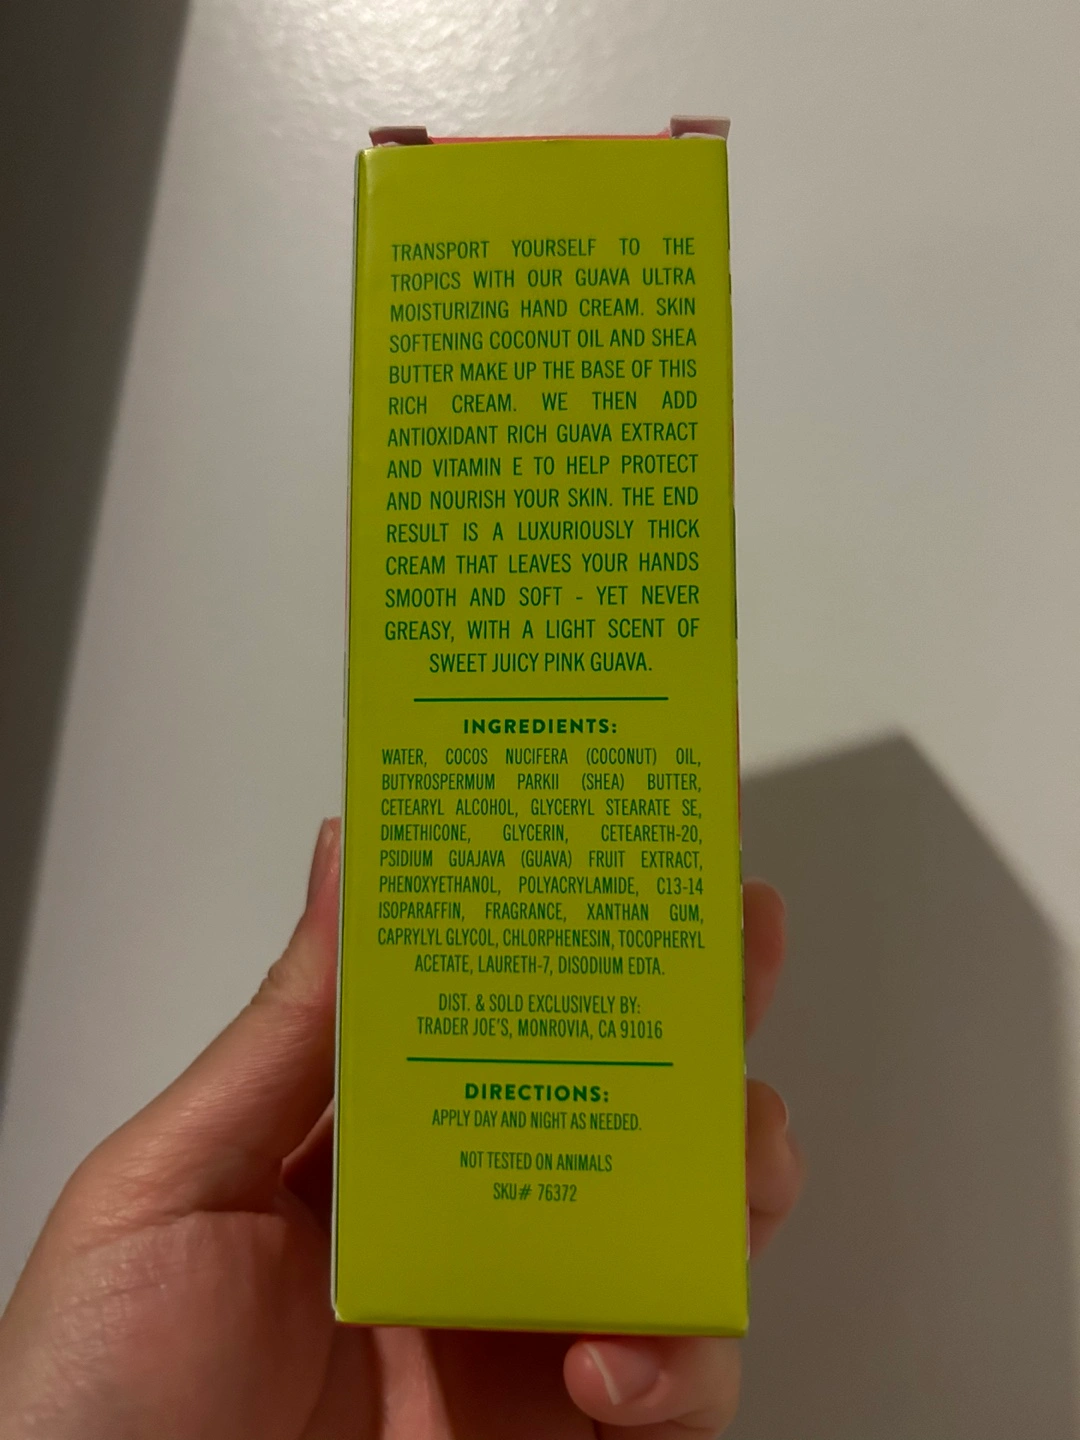 TRANSPORT YOURSELF TO THE
TROPICS WITH OUR GUAVA ULTRA
MOISTURIZING HAND CREAM. SKIN
SOFTENING COCONUT OIL AND SHEA
BUTTER MAKE UP THE BASE OF THIS
RICH CREAM. WE THEN ADD
ANTIOXIDANT RICH GUAVA EXTRACT
AND VITAMIN E TO HELP PROTECT
AND NOURISH YOUR SKIN. THE END
RESULT IS A LUXURIOUSLY THICK
CREAM THAT LEAVES YOUR HANDS
SMOOTH AND SOFT - YET NEVER
GREASY, WITH A LIGHT SCENT OF
SWEET JUICY PINK GUAVA.
INGREDIENTS:
WATER, COCOS NUCIFERA (COCONUT) OIL,
BUTYROSPERMUM PARKII (SHEA) BUTTER,
CETEARYL ALCOHOL, GLYCERYL STEARATE SE,
DIMETHICONE, GLYCERIN, CETEARETH-20,
PSIDIUM GUAJAVA (GUAVA) FRUIT EXTRACT,
PHENOXYETHANOL, POLYACRYLAMIDE, C13-14
ISOPARAFFIN, FRAGRANCE, XANTHAN GUM,
CAPRYLYL GLYCOL, CHLORPHENESIN, TOCOPHERYL
ACETATE, LAURETH-7, DISODIUM EDTA.
DIST. & SOLD EXCLUSIVELY BY:
TRADER JOE'S, MONROVIA, CA 91016
DIRECTIONS:
APPLY DAY AND NIGHT AS NEEDED.
NOT TESTED ON ANIMALS
SKU# 76372